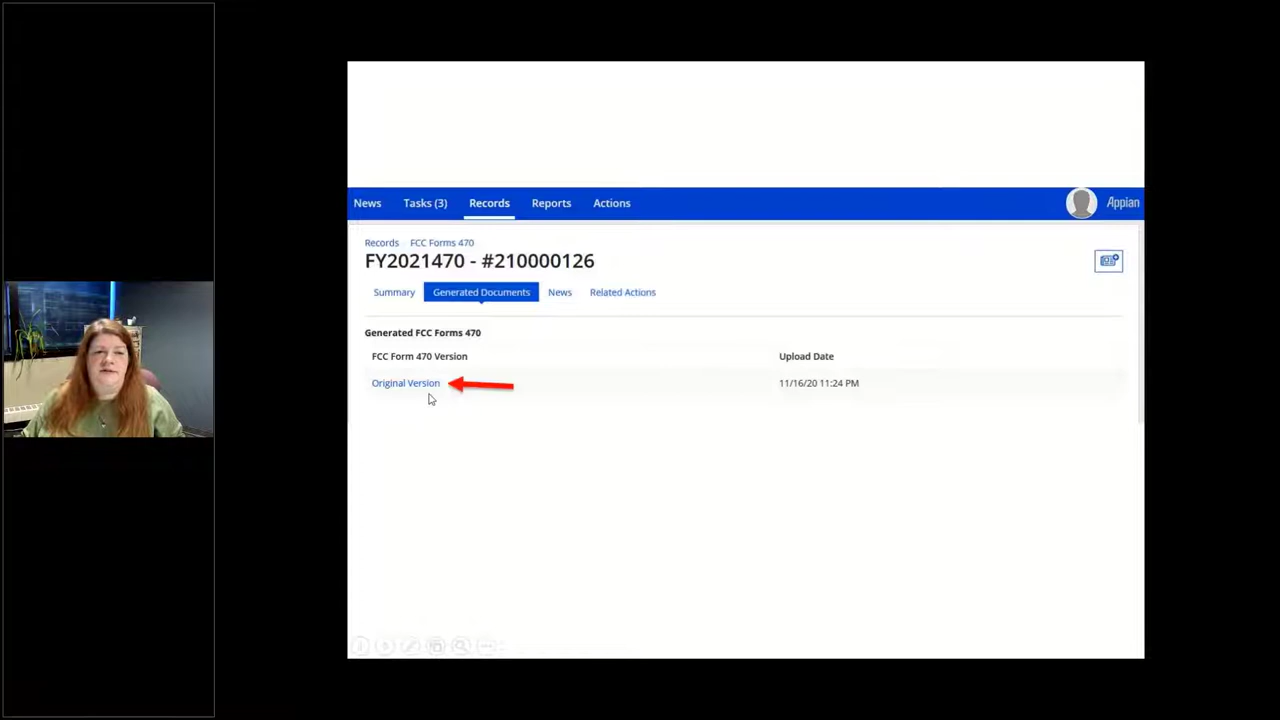 News Tasks (3) Records Reports Actions Appian
Records FCC Forms 470
FY2021470 - #210000126
Summary Generated Documents News Related Actions
Generated FCC Forms 470
FCC Form 470 Version Upload Date
Original Version 11/16/20 11:24 PM